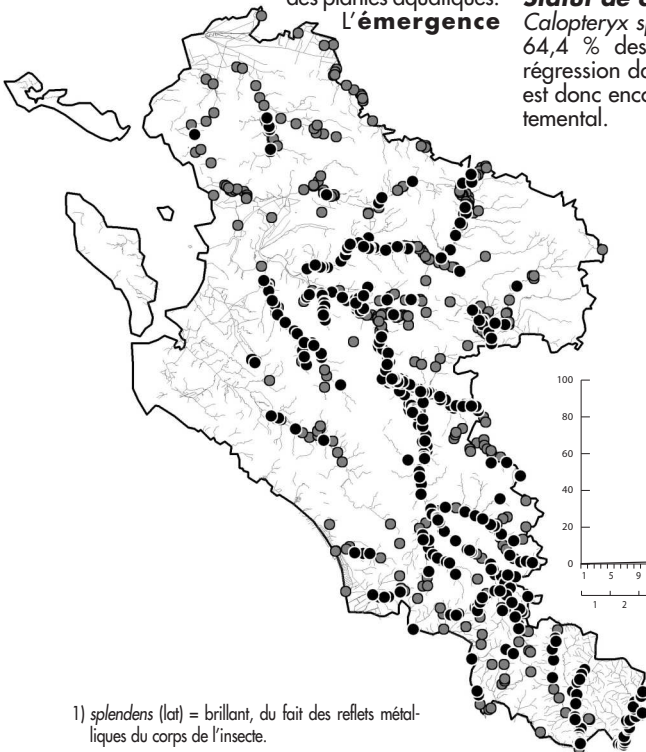 des plantes aquatiques.
L'émergence
Calopteryx sp
64,4 % des
régression da
est donc enco
temental.
100
80
60
40
20
0
1 5 9
1 2
1) splendens (lat) = brillant, du fait des reflets métal-
liques du corps de l'insecte.